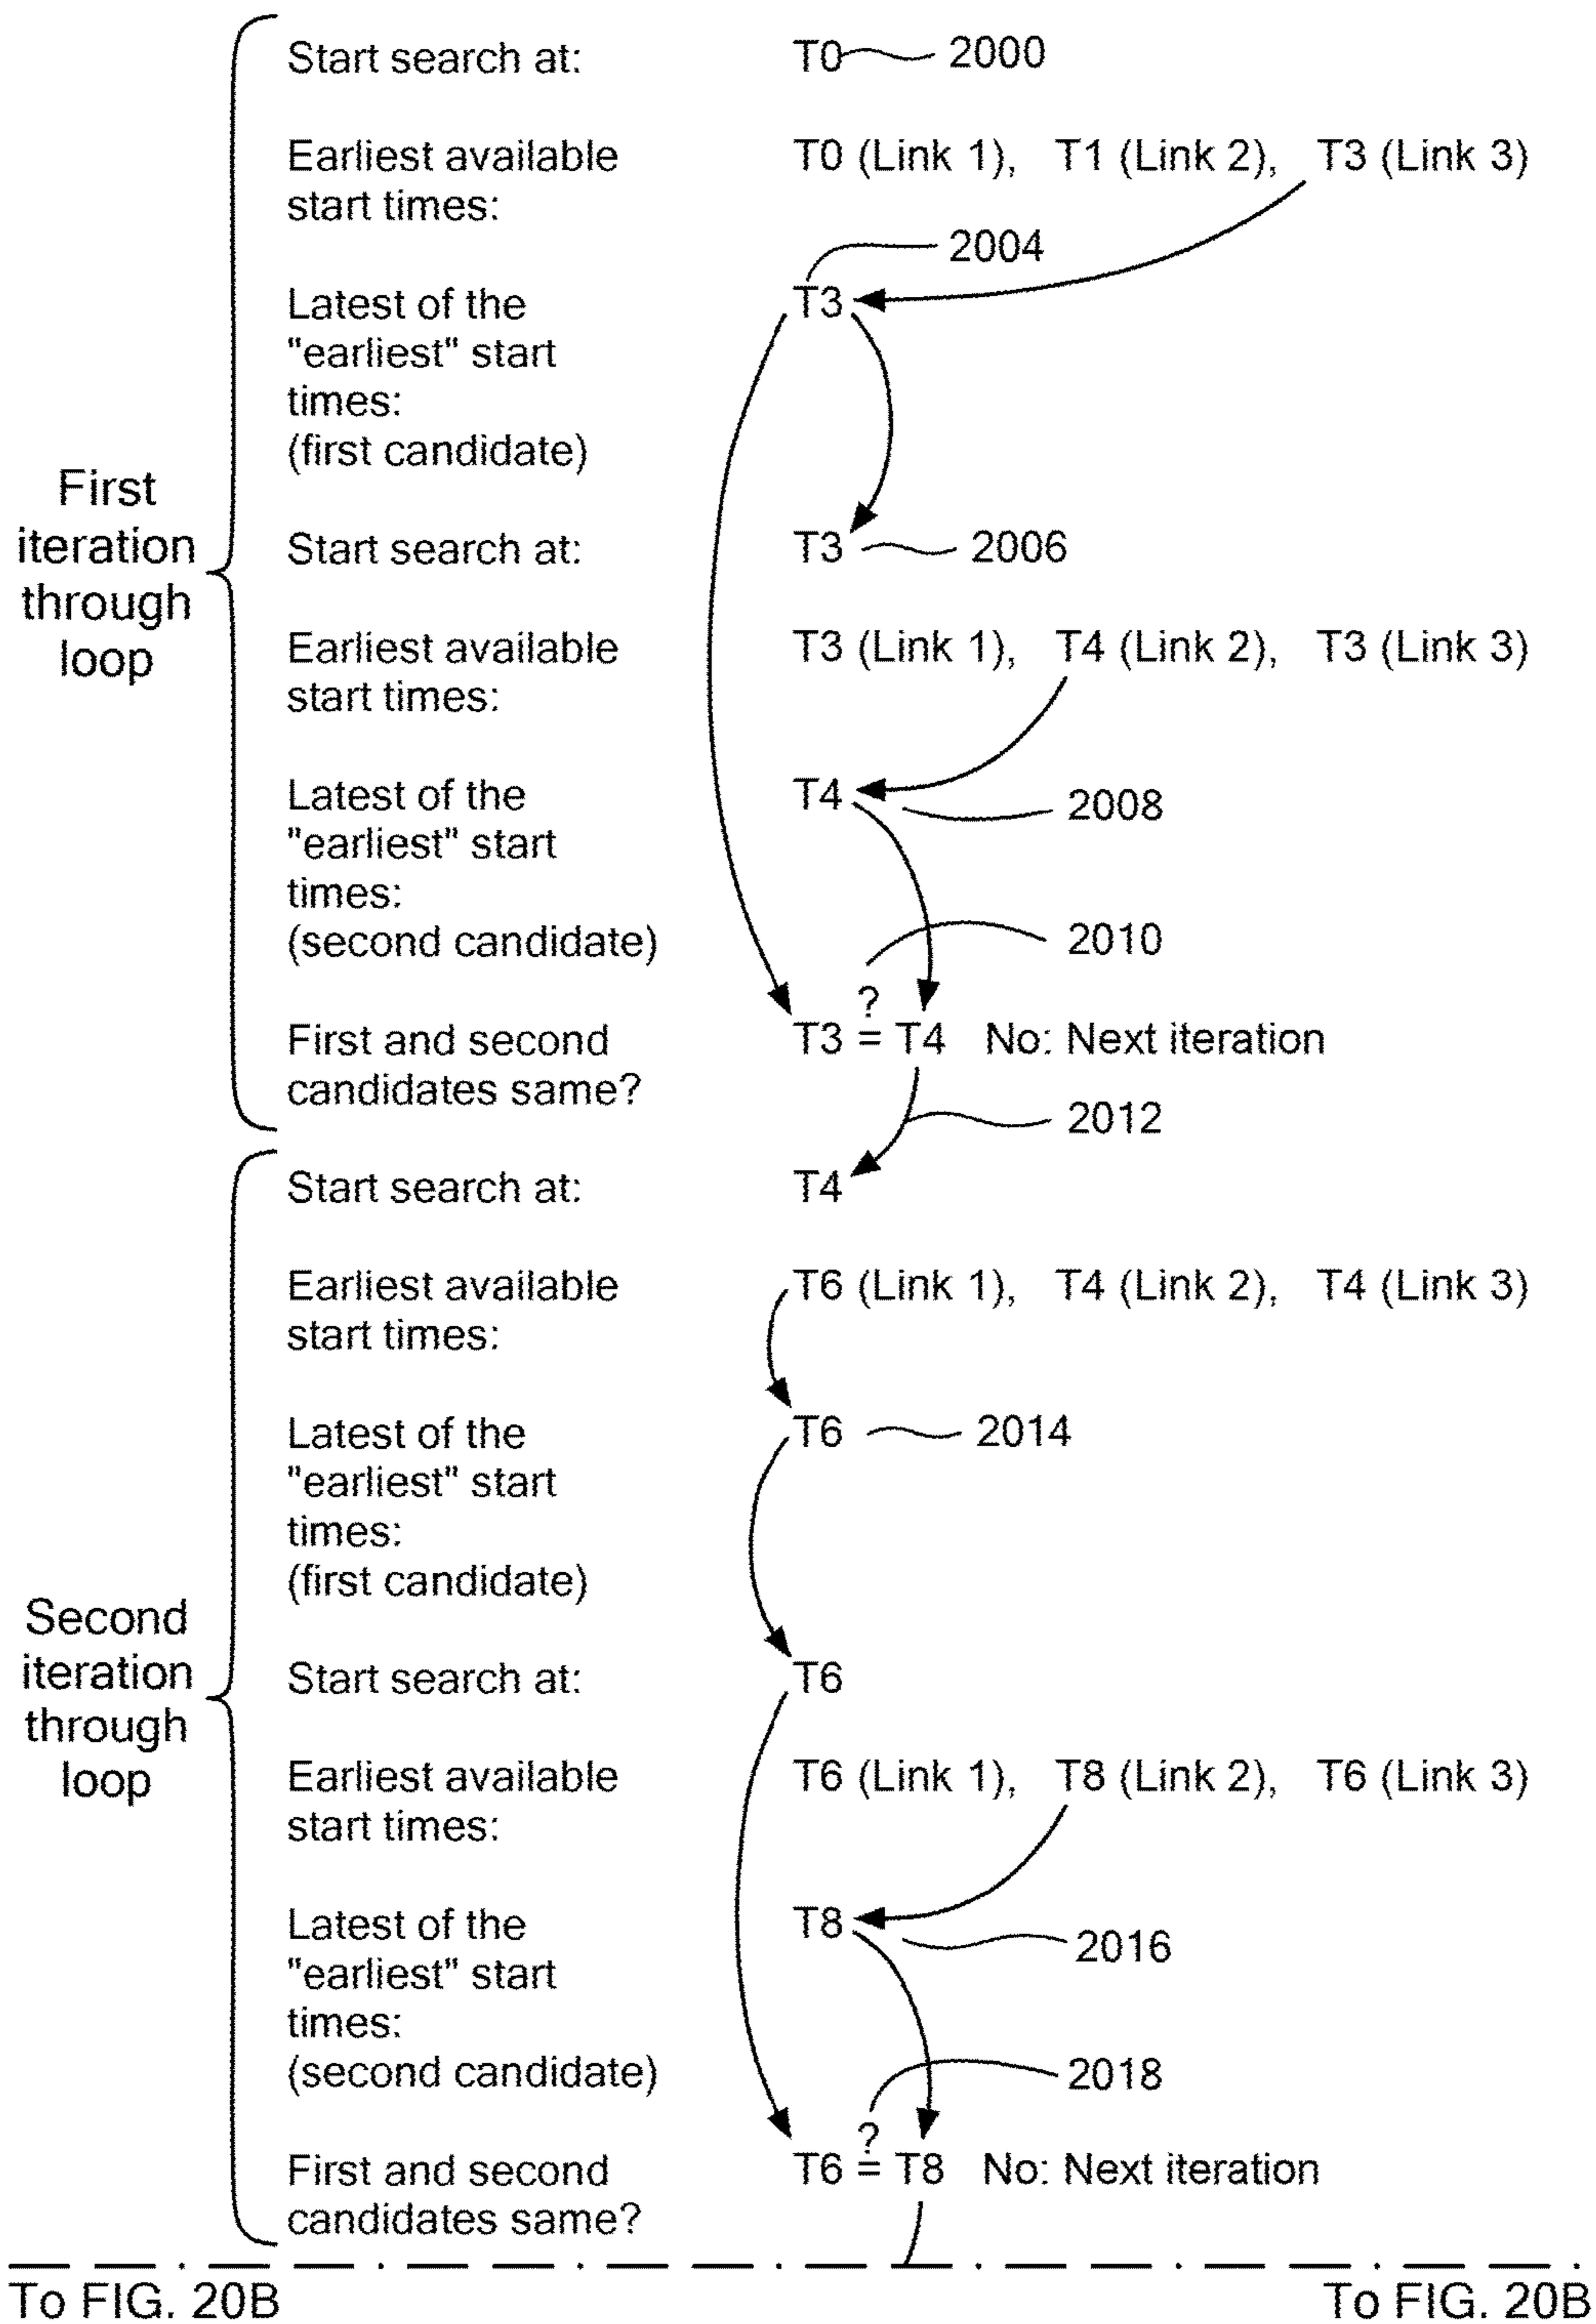 Start search at: T0 2000
Earliest available T0 (Link 1), T1 (Link 2), T3 (Link 3)
start times:
2004
Latest of the T3
"earliest" start
times:
(first candidate)
First
iteration
through
loop
Start search at: T3 2006
Earliest available T3 (Link 1), T4 (Link 2), T3 (Link 3)
start times:
Latest of the T4 2008
"earliest" start
times:
(second candidate) 2010
?
First and second T3 = T4 No: Next iteration
candidates same?
2012
Start search at: T4
Earliest available T6 (Link 1), T4 (Link 2), T4 (Link 3)
start times:
Latest of the T6 2014
"earliest" start
times:
(first candidate)
Second
iteration
through
loop
Start search at: T6
Earliest available T6 (Link 1), T8 (Link 2), T6 (Link 3)
start times:
Latest of the T8 2016
"earliest" start
times:
(second candidate) 2018
?
First and second T6 = T8 No: Next iteration
candidates same?
To FIG. 20B To FIG. 20B